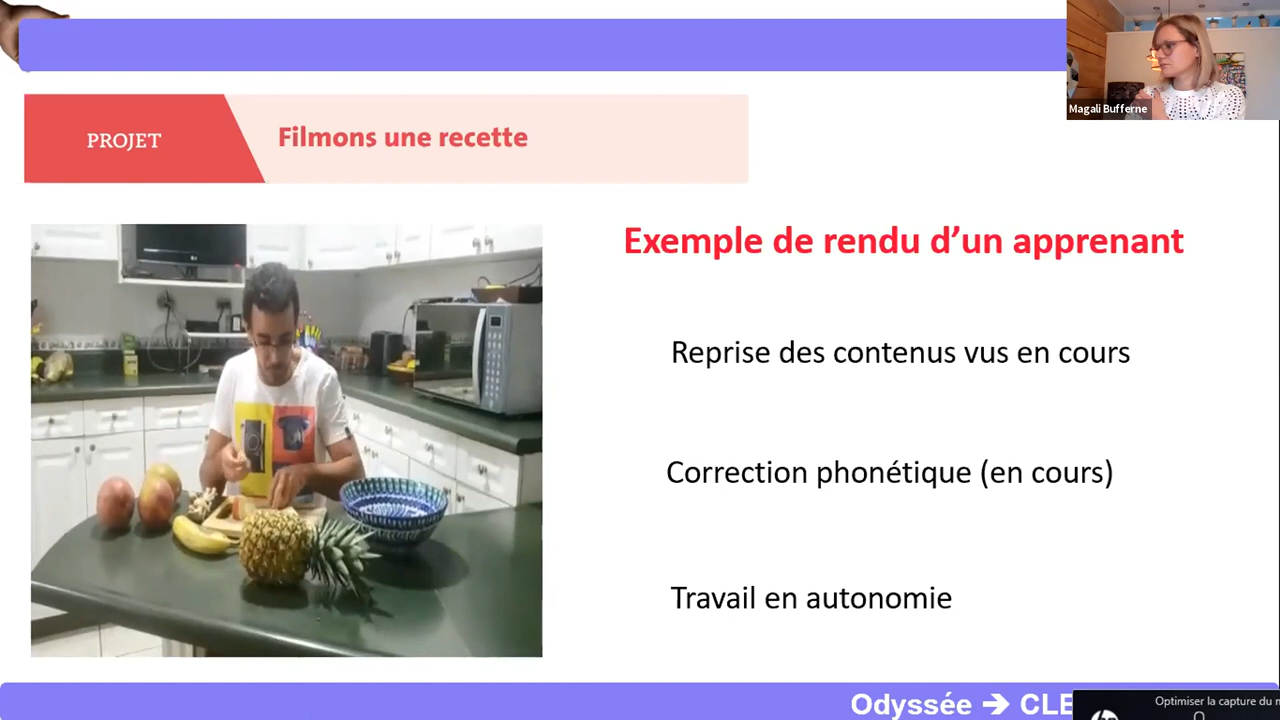 Magali Bufferne
PROJET
Filmons une recette
Exemple de rendu d’un apprenant
Reprise des contenus vus en cours
Correction phonétique (en cours)
Travail en autonomie
Odyssée ➔ CLE
Optimiser la capture du